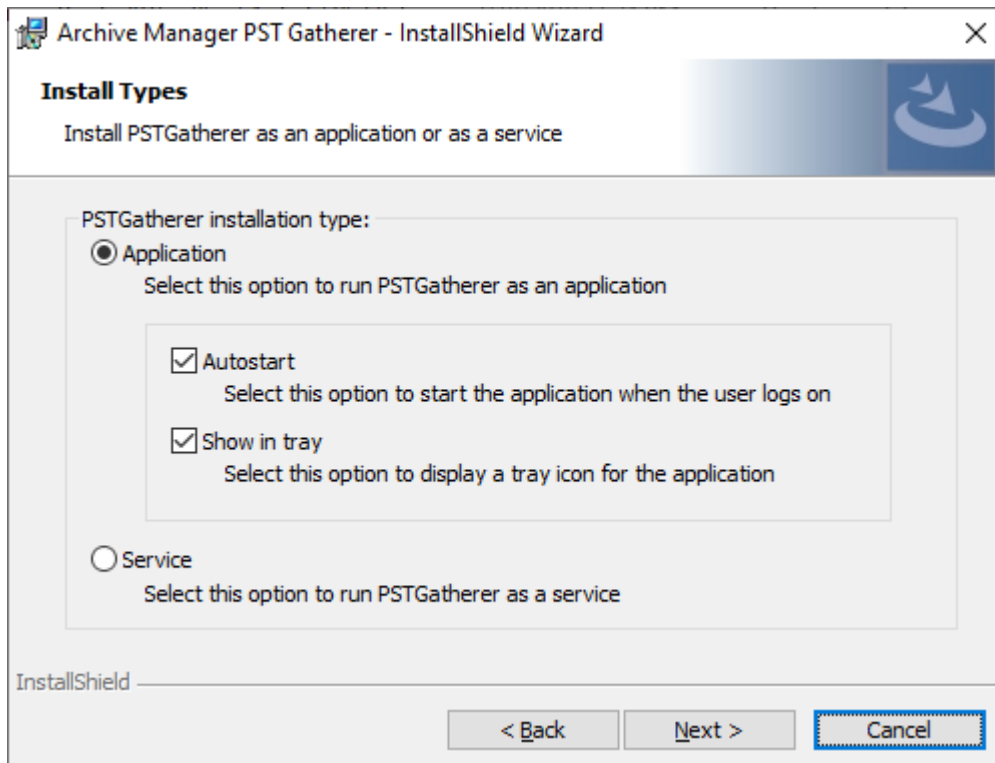 Archive Manager PST Gatherer - InstallShield Wizard
Install Types
Install PSTGatherer as an application or as a service
PSTGatherer installation type:
Application
Select this option to run PSTGatherer as an application
Autostart
Select this option to start the application when the user logs on
Show in tray
Select this option to display a tray icon for the application
Service
Select this option to run PSTGatherer as a service
InstallShield
< Back
Next >
Cancel